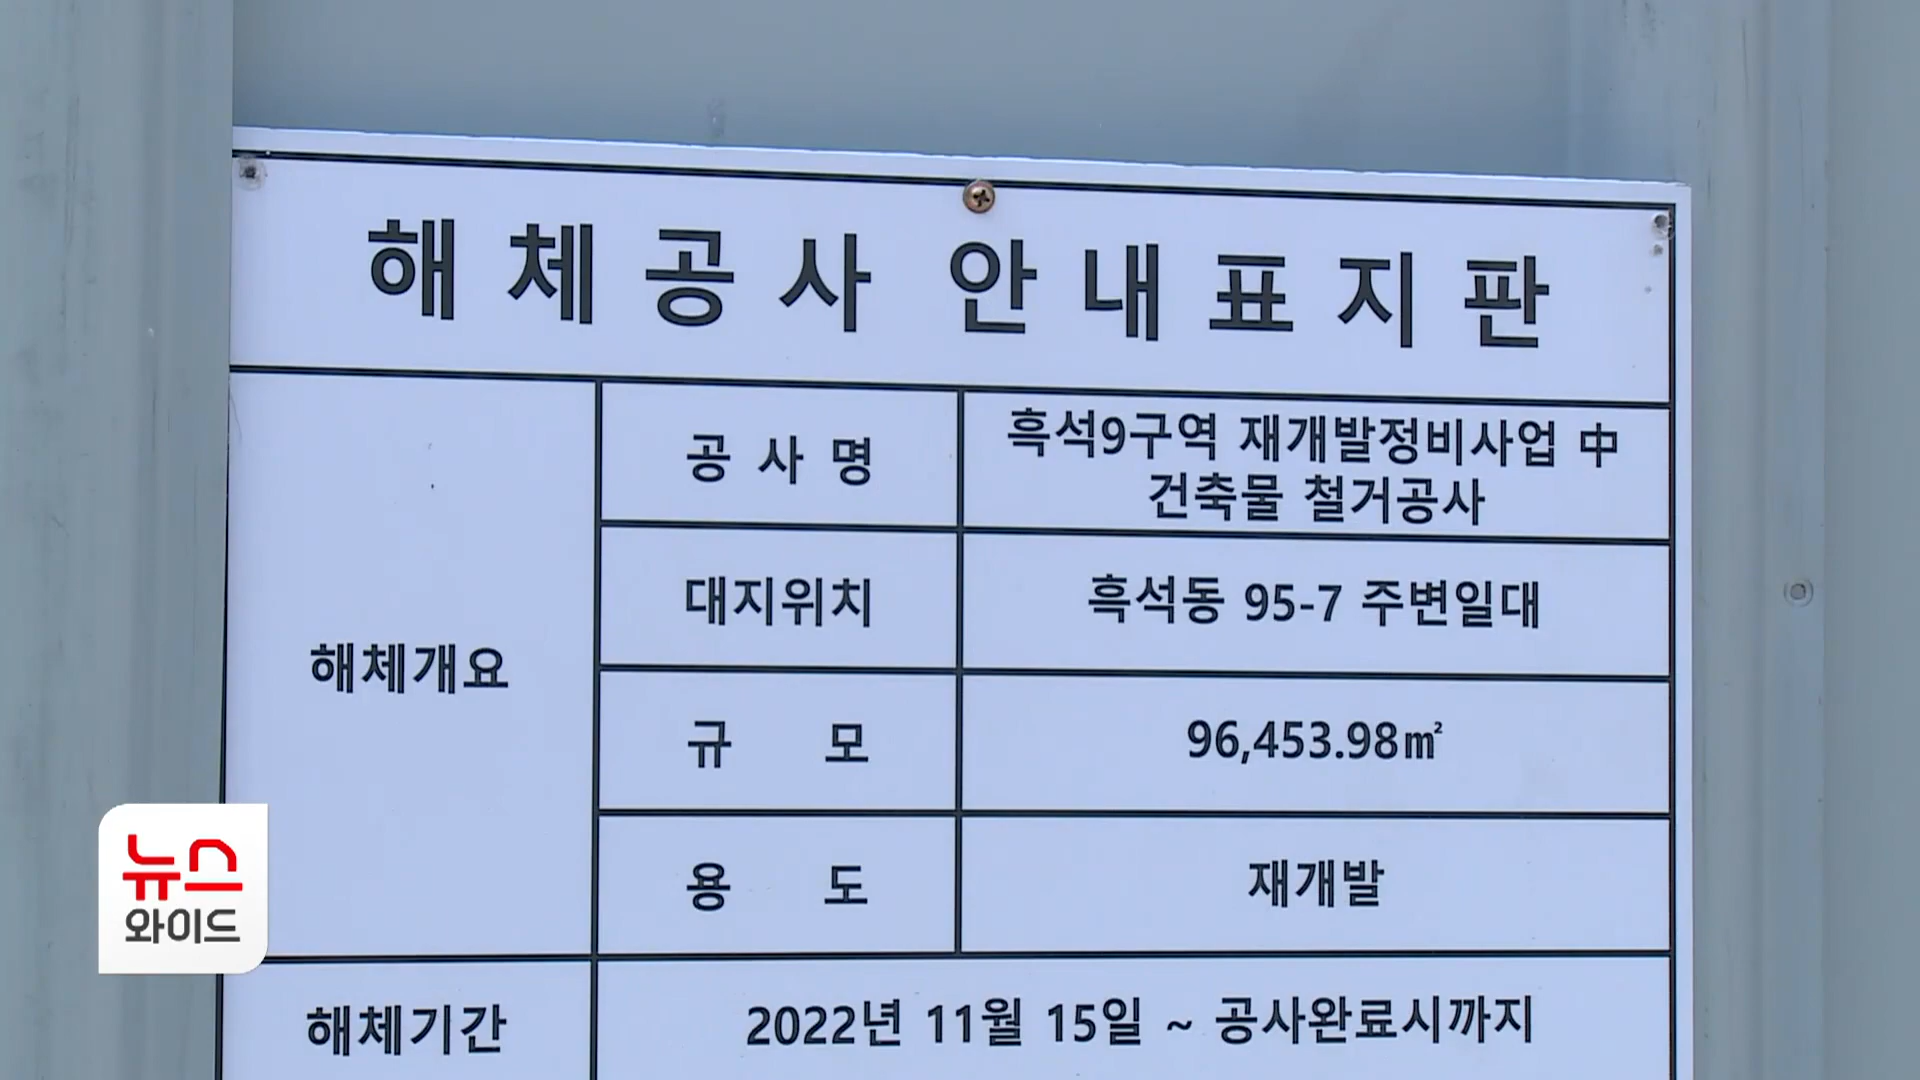 해체공사 안내표지판
해체개요
공사명
흑석9구역 재개발정비사업 中
건축물 철거공사
대지위치
흑석동 95-7 주변일대
규모
96,453.98㎡
용도
재개발
해체기간
2022년 11월 15일 ~ 공사완료시까지
뉴스
와이드